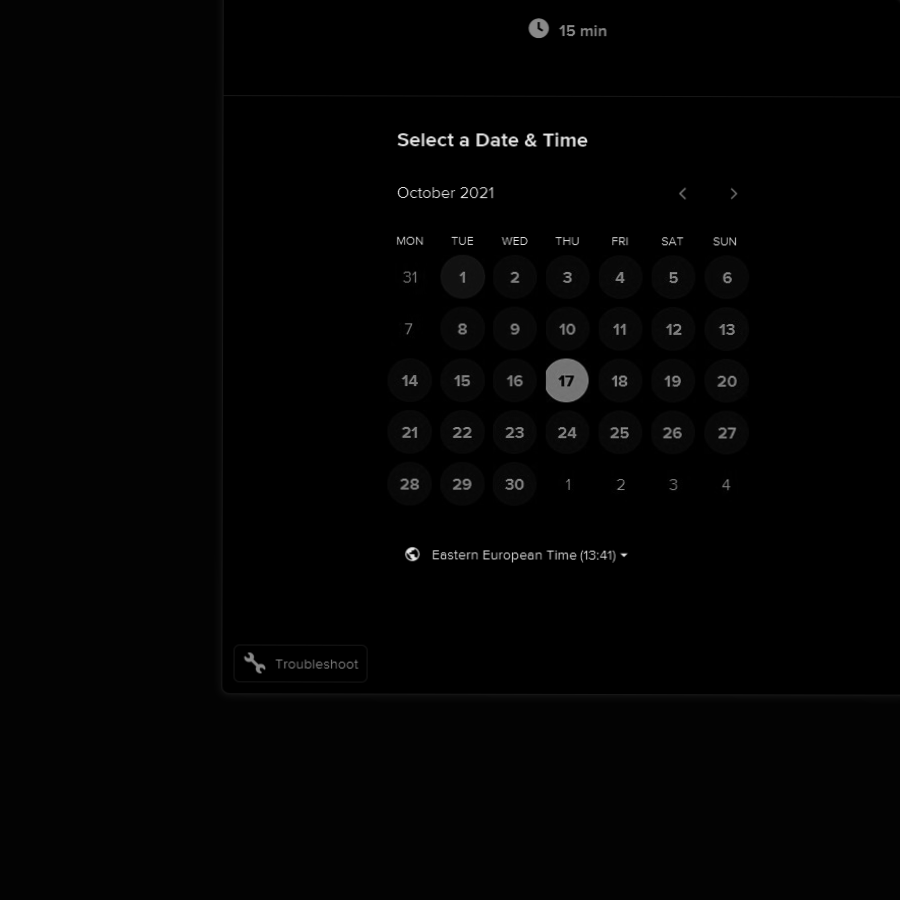 15 min
Select a Date & Time
October 2021
MON TUE WED THU FRI SAT SUN
31 1 2 3 4 5 6
7 8 9 10 11 12 13
14 15 16 17 18 19 20
21 22 23 24 25 26 27
28 29 30 1 2 3 4
Eastern European Time (13:41)
Troubleshoot